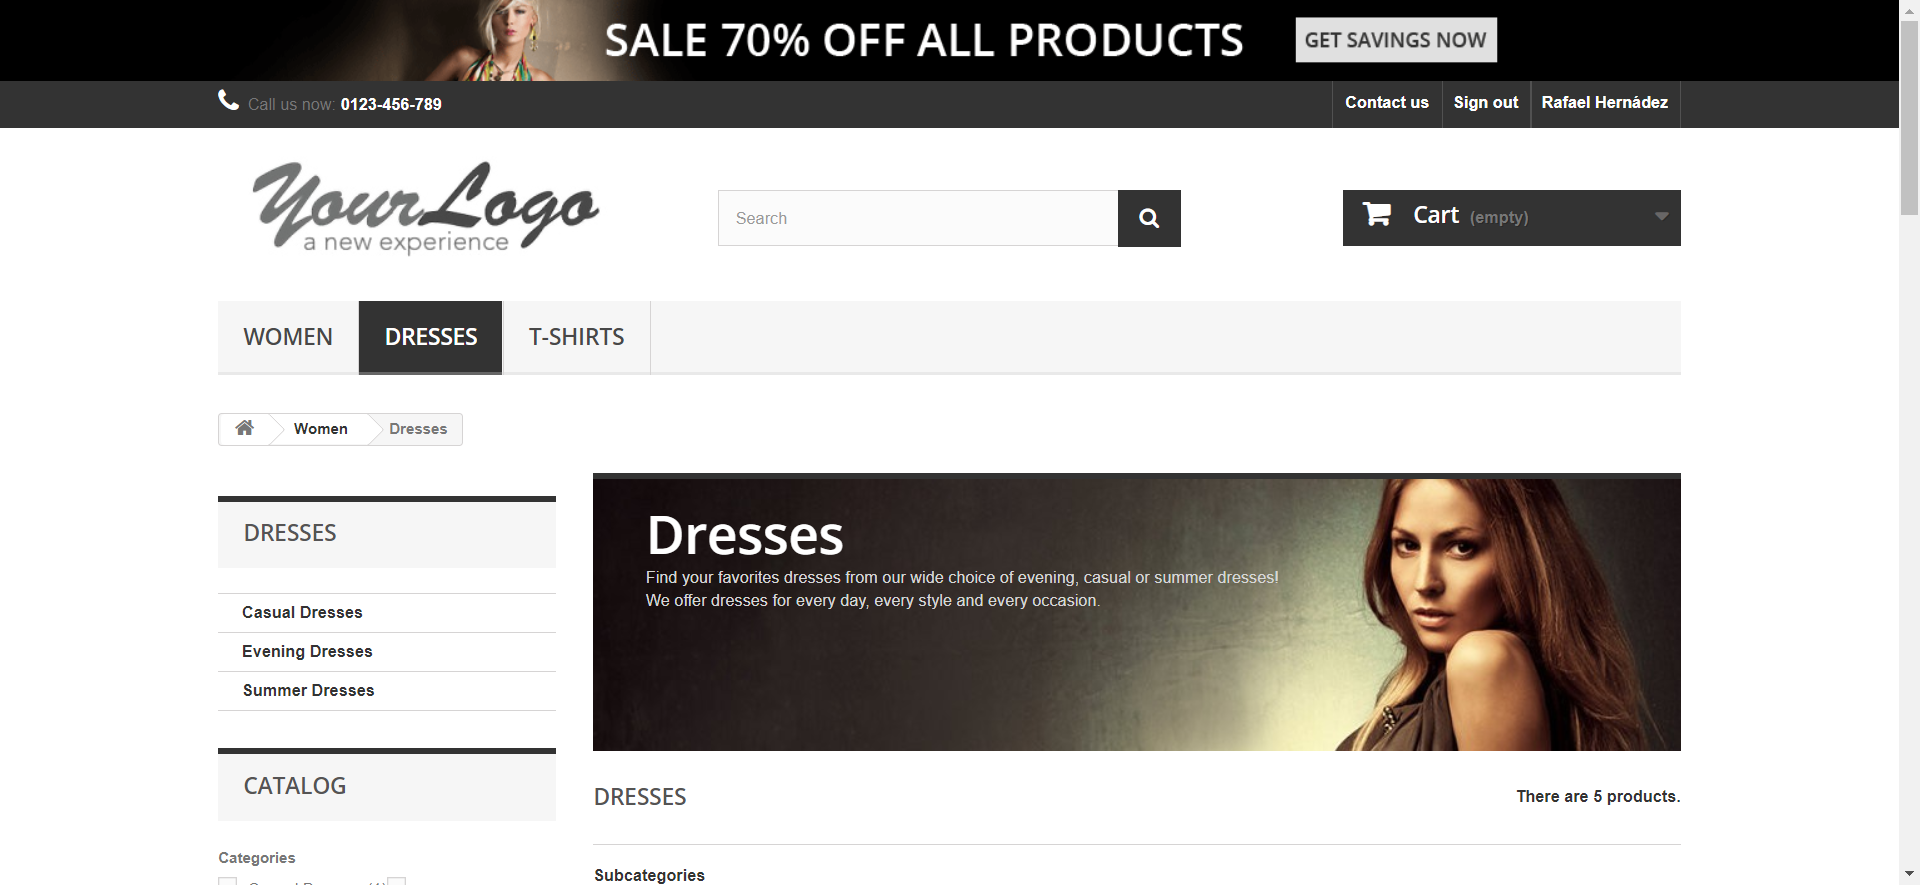 SALE 70% OFF ALL PRODUCTS
GET SAVINGS NOW
Call us now: 0123-456-789
Contact us
Sign out
Rafael Hernádez
YourLogo
a new experience
Search
Cart (empty)
WOMEN
DRESSES
T-SHIRTS
Women
Dresses
DRESSES
Casual Dresses
Evening Dresses
Summer Dresses
CATALOG
Categories
Dresses
Find your favorites dresses from our wide choice of evening, casual or summer dresses!
We offer dresses for every day, every style and every occasion.
DRESSES
There are 5 products.
Subcategories